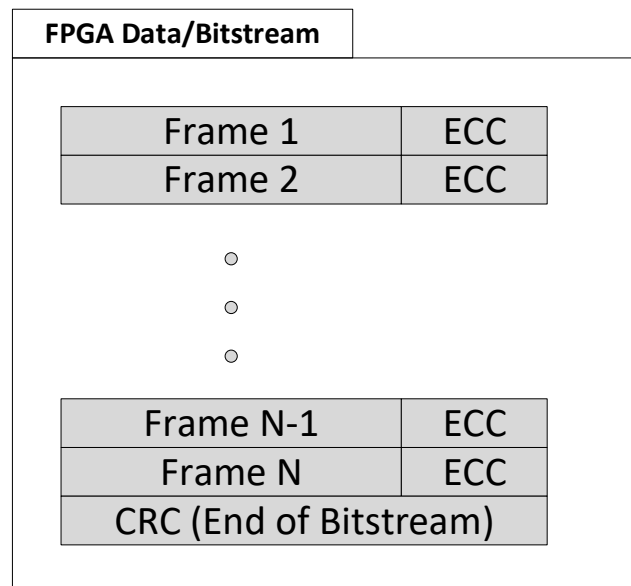 FPGA Data/Bitstream
Frame 1 ECC
Frame 2 ECC
Frame N-1 ECC
Frame N ECC
CRC (End of Bitstream)